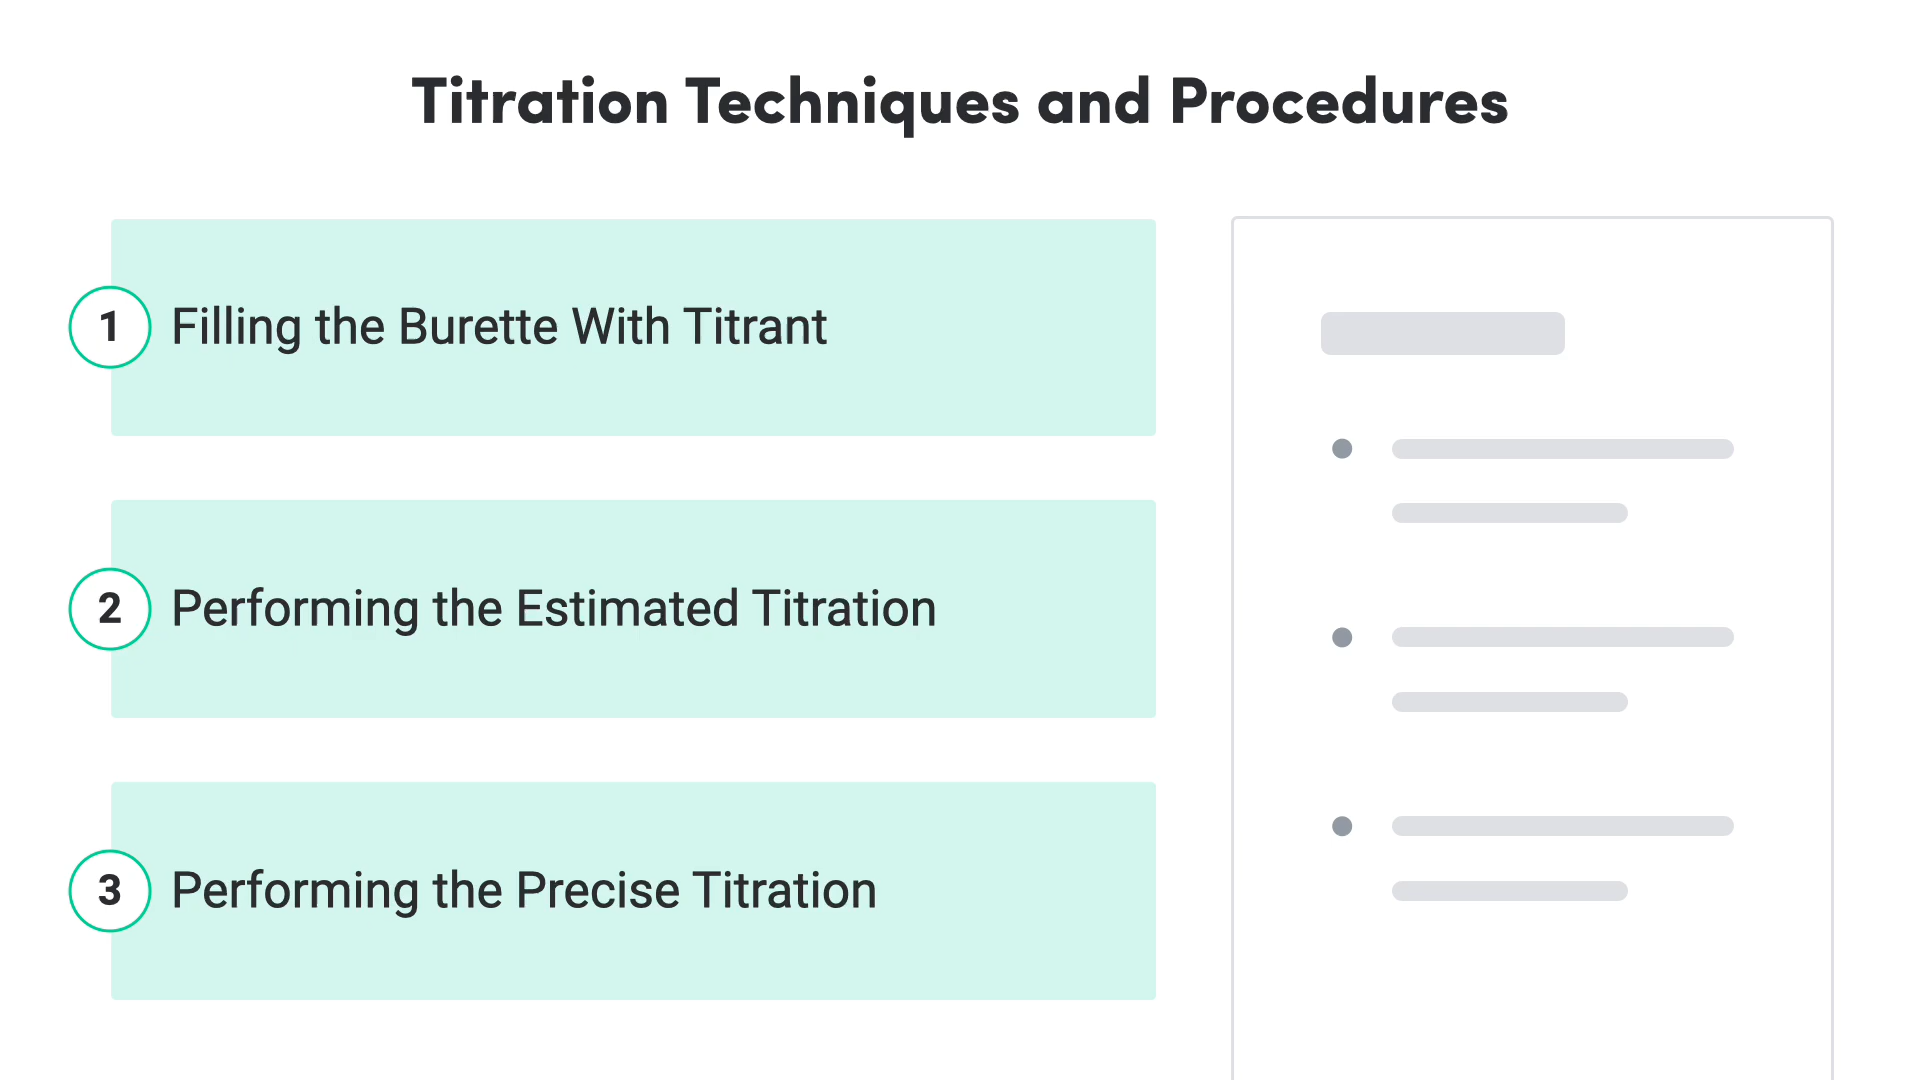 Titration Techniques and Procedures
1 Filling the Burette With Titrant
2 Performing the Estimated Titration
3 Performing the Precise Titration